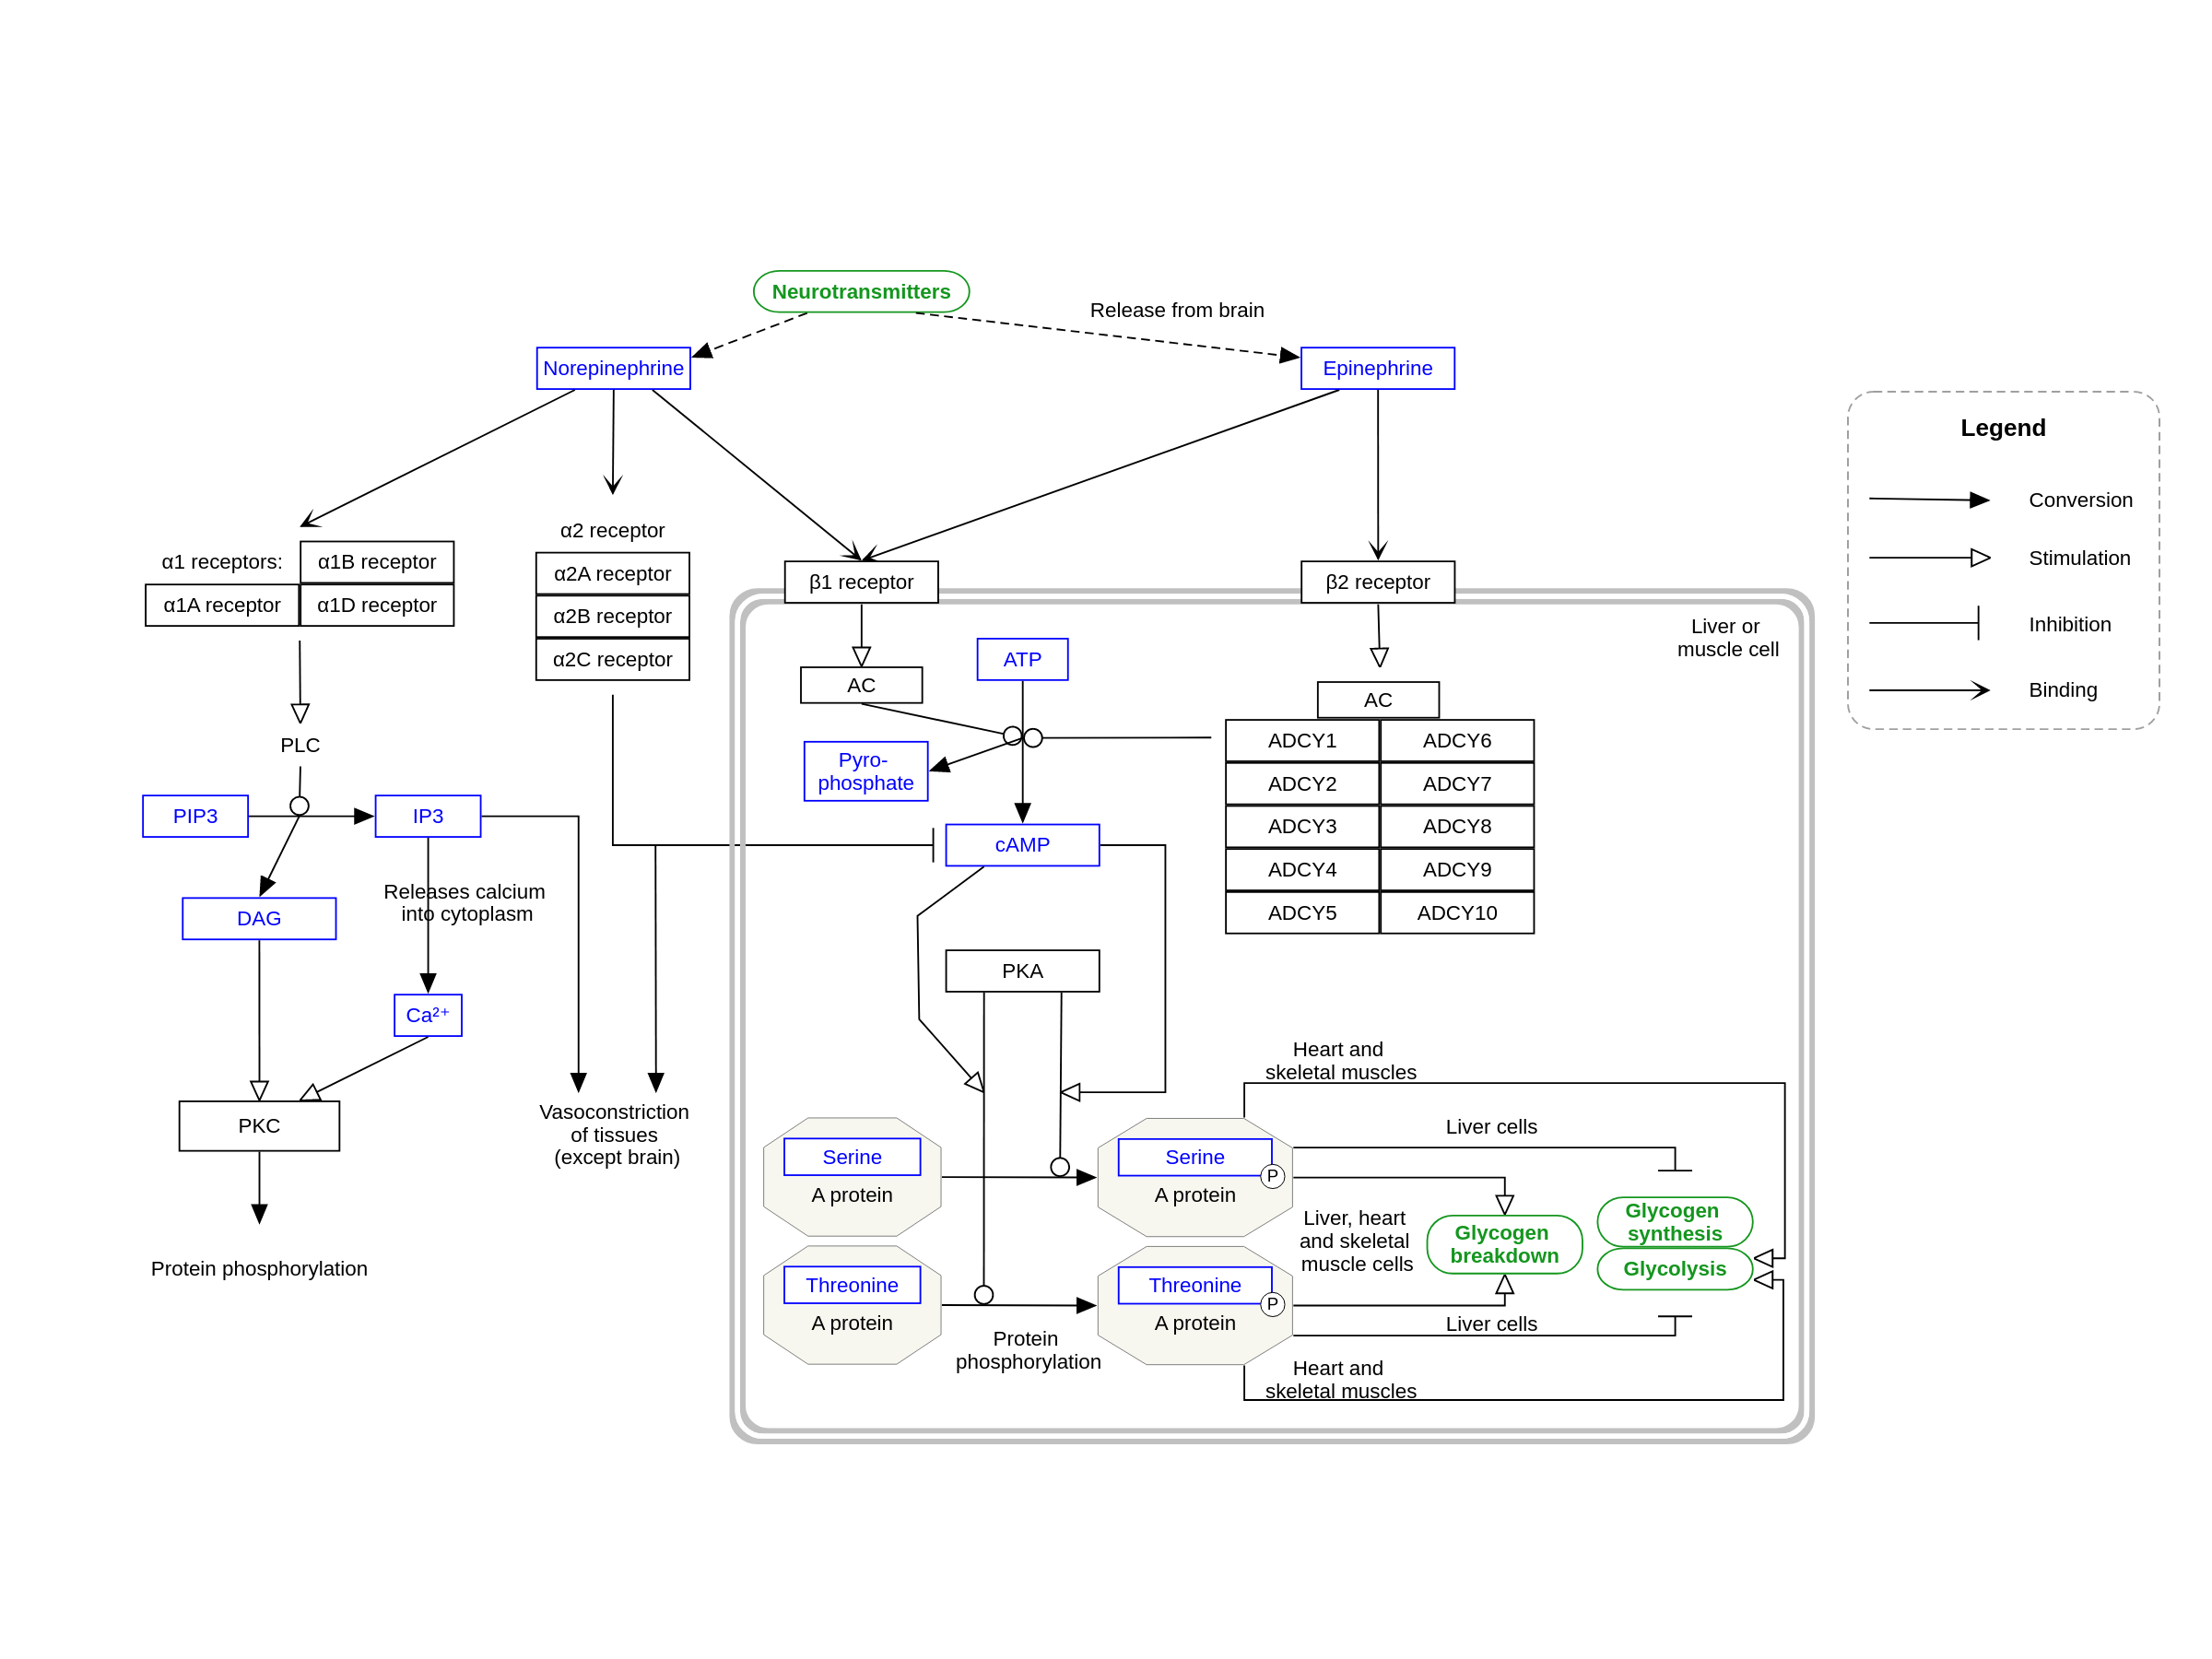 Neurotransmitters
Release from brain
Norepinephrine
Epinephrine
Legend
Conversion
Stimulation
Inhibition
Binding
α1 receptors:
α1B receptor
α1A receptor
α1D receptor
α2 receptor
α2A receptor
α2B receptor
α2C receptor
β1 receptor
β2 receptor
Liver or
muscle cell
AC
ATP
AC
PLC
Pyro-
phosphate
ADCY1
ADCY6
ADCY2
ADCY7
ADCY3
ADCY8
ADCY4
ADCY9
ADCY5
ADCY10
PIP3
IP3
cAMP
Releases calcium
into cytoplasm
DAG
PKA
Ca²⁺
Heart and
skeletal muscles
PKC
Vasoconstriction
of tissues
(except brain)
Liver cells
Serine
A protein
Serine
P
A protein
Liver, heart
and skeletal
muscle cells
Glycogen
breakdown
Glycogen
synthesis
Glycolysis
Protein phosphorylation
Threonine
A protein
Threonine
P
A protein
Liver cells
Protein
phosphorylation
Heart and
skeletal muscles